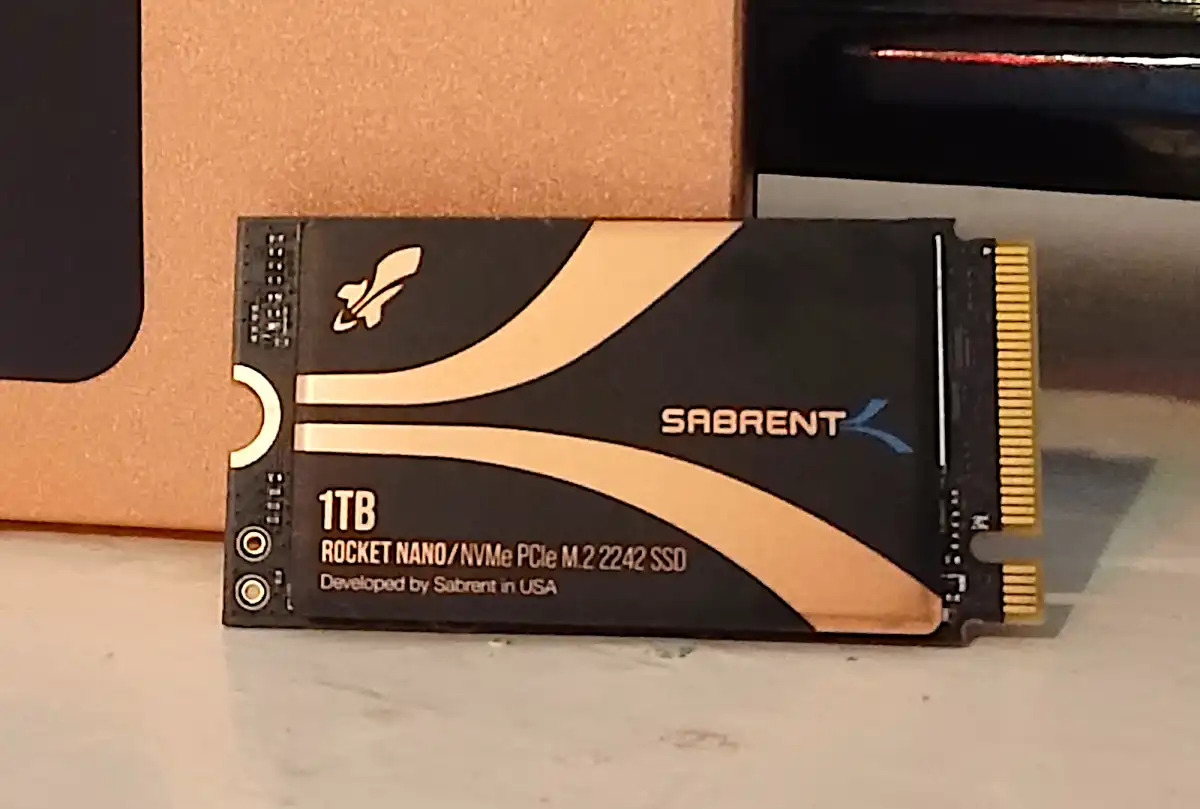 SABRENT
1TB
ROCKET NANO/NVMe PCIe M.2 2242 SSD
Developed by Sabrent in USA
M